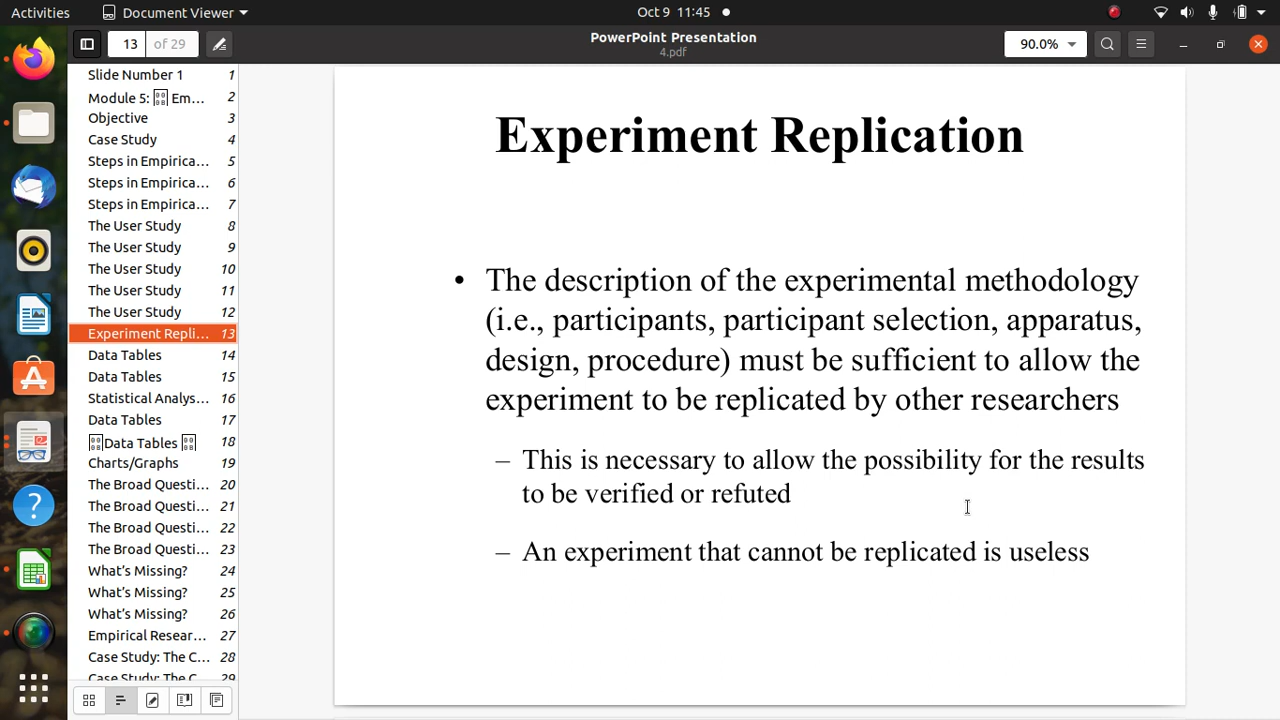 Activities
Document Viewer
Oct 9 11:45
13 of 29
PowerPoint Presentation
4.pdf
90.0%
Slide Number 1 1
Module 5: Em... 2
Objective 3
Case Study 4
Steps in Empirica... 5
Steps in Empirica... 6
Steps in Empirica... 7
The User Study 8
The User Study 9
The User Study 10
The User Study 11
The User Study 12
Experiment Repli... 13
Data Tables 14
Data Tables 15
Statistical Analys... 16
Data Tables 17
Data Tables 18
Charts/Graphs 19
The Broad Questi... 20
The Broad Questi... 21
The Broad Questi... 22
The Broad Questi... 23
What's Missing? 24
What's Missing? 25
What's Missing? 26
Empirical Resear... 27
Case Study: The C... 28
Case Study: The C... 29
Experiment Replication
• The description of the experimental methodology
(i.e., participants, participant selection, apparatus,
design, procedure) must be sufficient to allow the
experiment to be replicated by other researchers
– This is necessary to allow the possibility for the results
to be verified or refuted
– An experiment that cannot be replicated is useless